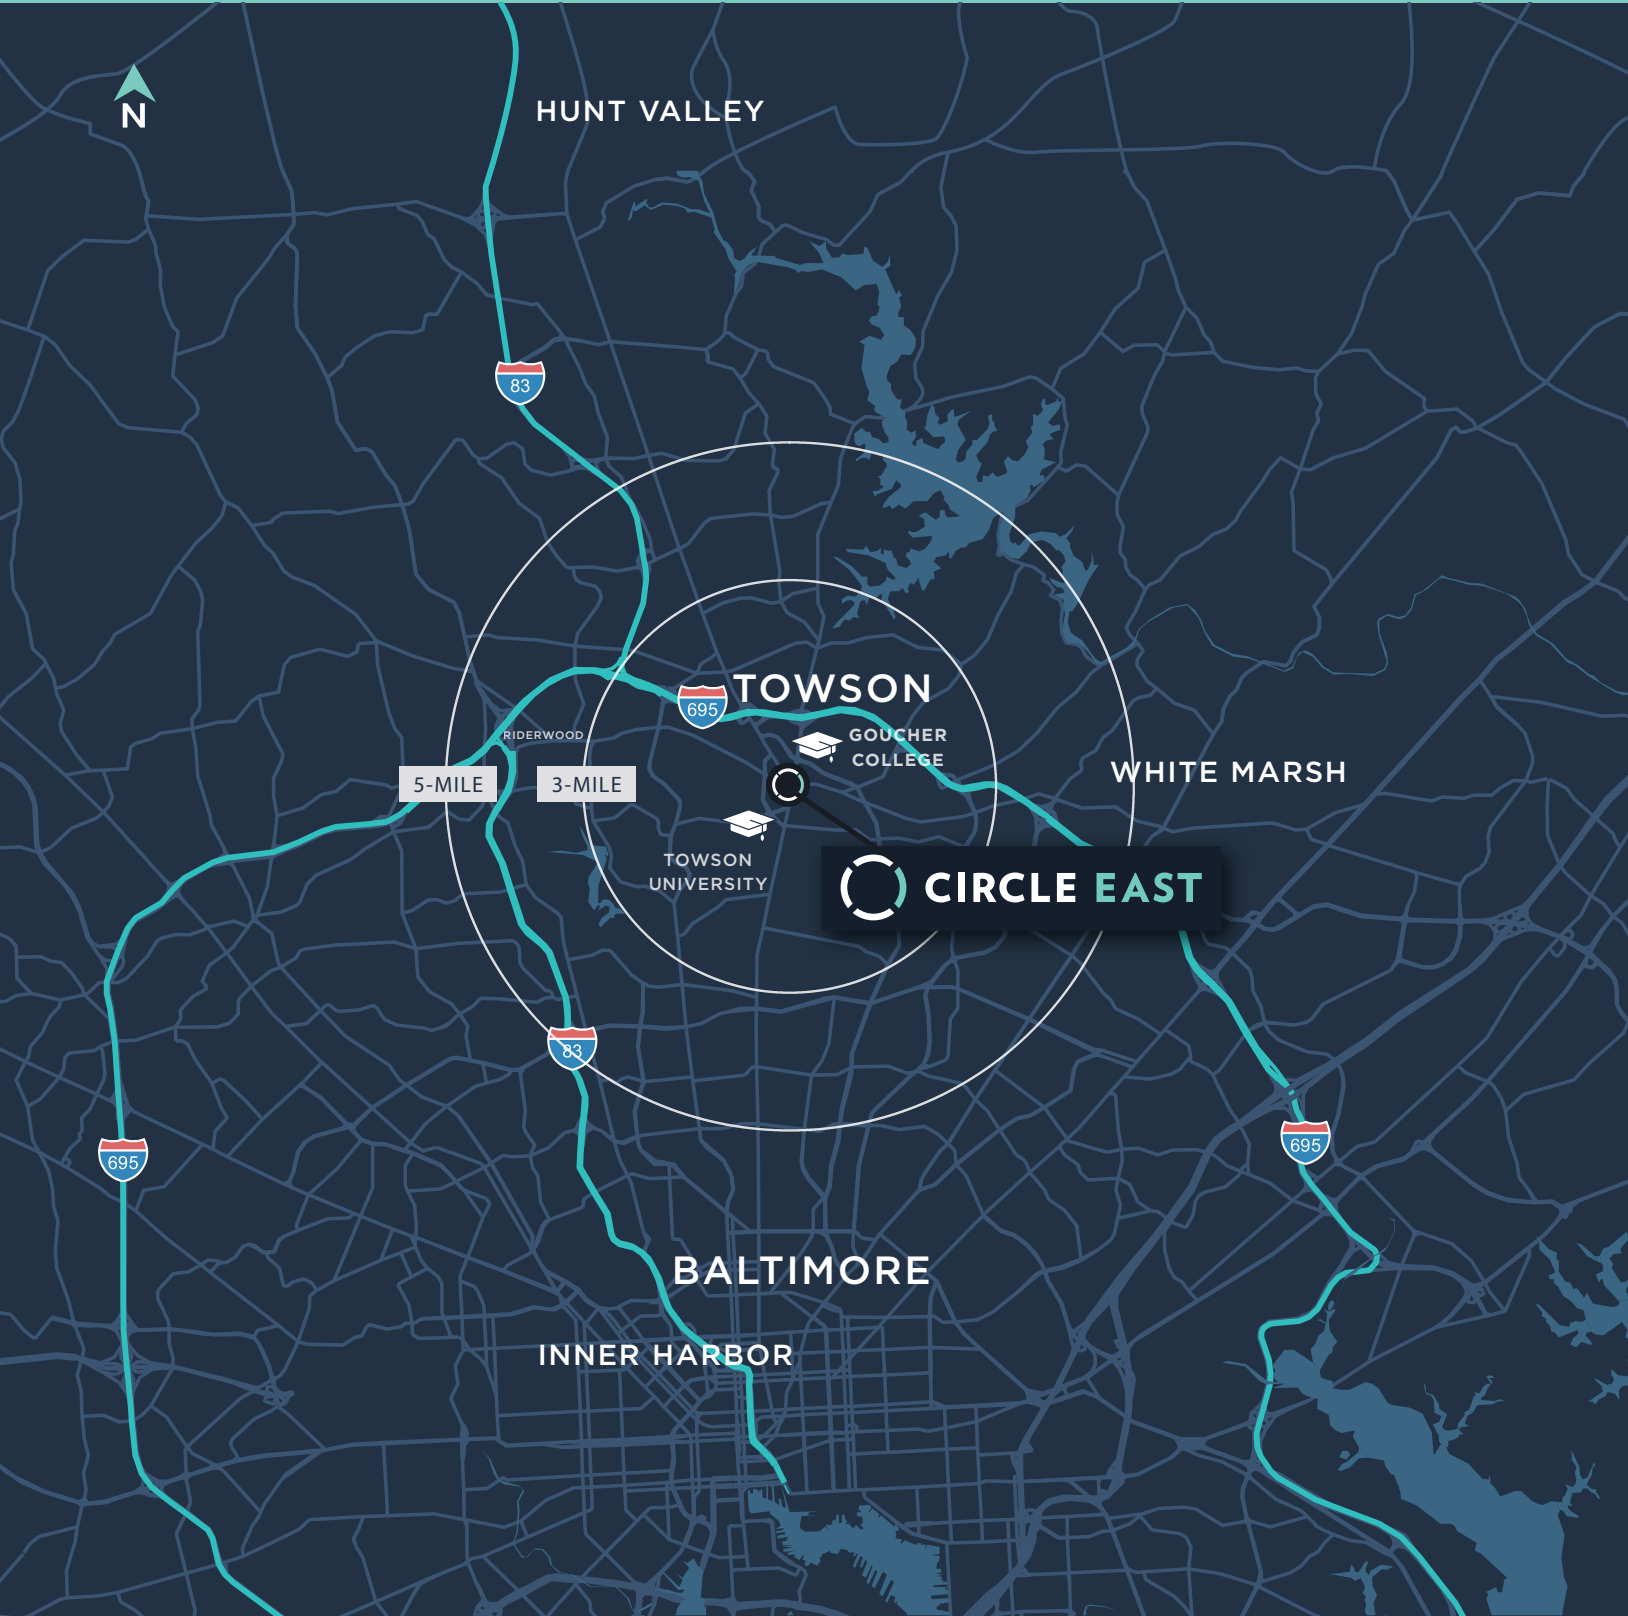 N
HUNT VALLEY
83
TOWSON
695
GOUCHER
COLLEGE
RIDERWOOD
5-MILE
3-MILE
WHITE MARSH
TOWSON
UNIVERSITY
CIRCLE EAST
83
695
695
BALTIMORE
INNER HARBOR